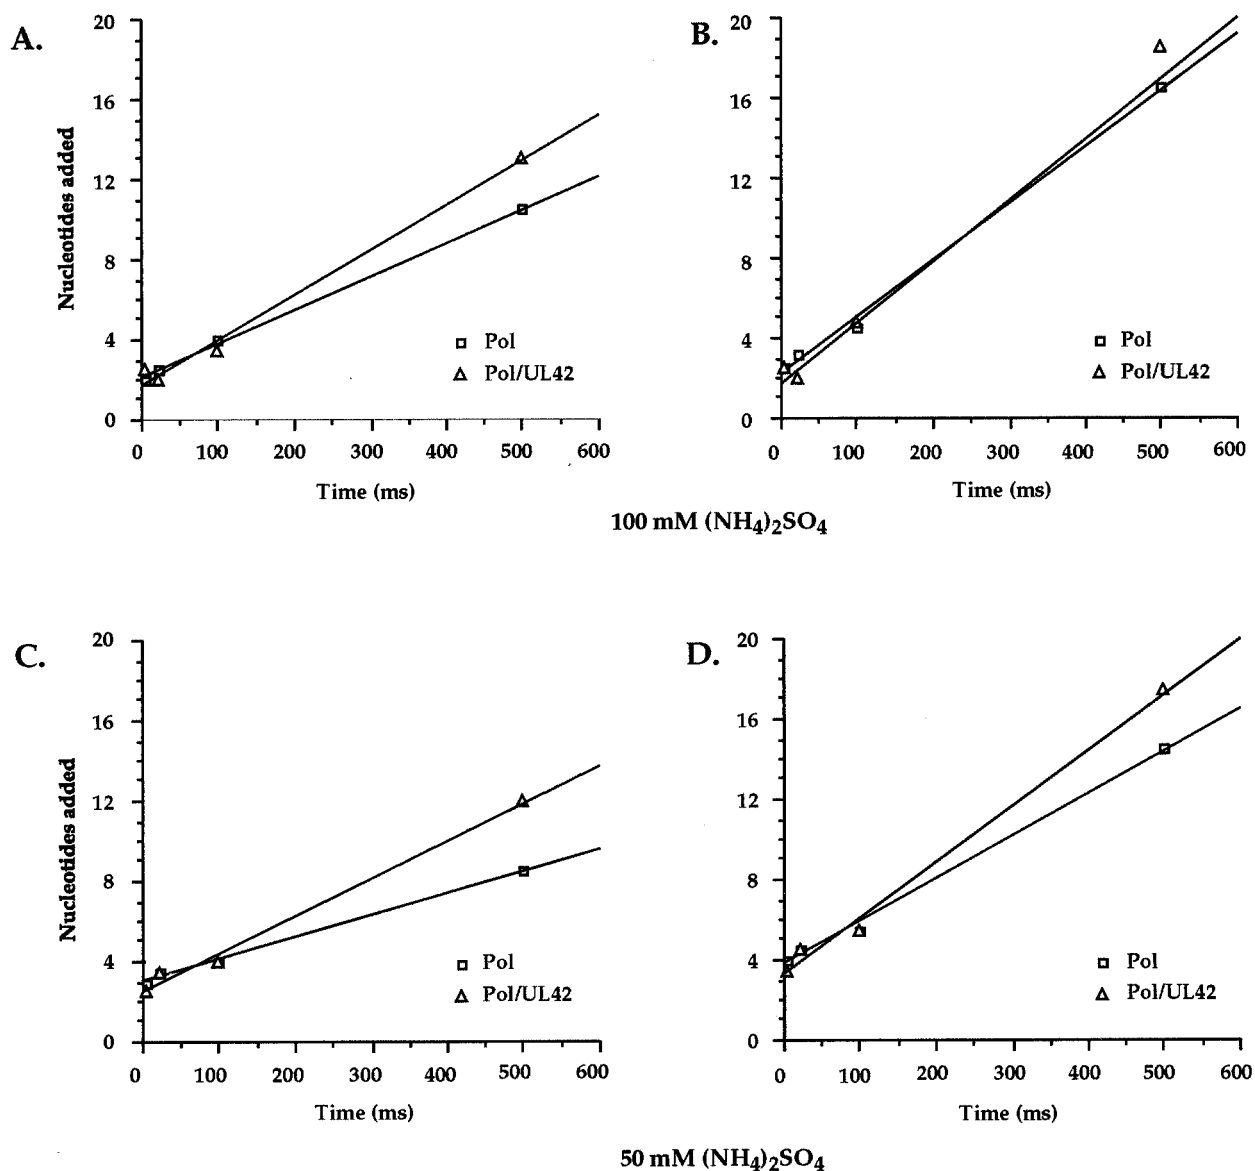 A.
Nucleotides added
20
16
12
8
4
0
Pol
Pol/UL42
0 100 200 300 400 500 600
Time (ms)
B.
20
16
12
8
4
0
Pol
Pol/UL42
0 100 200 300 400 500 600
Time (ms)
100 mM (NH4)2SO4
C.
Nucleotides added
20
16
12
8
4
0
Pol
Pol/UL42
0 100 200 300 400 500 600
Time (ms)
D.
20
16
12
8
4
0
Pol
Pol/UL42
0 100 200 300 400 500 600
Time (ms)
50 mM (NH4)2SO4